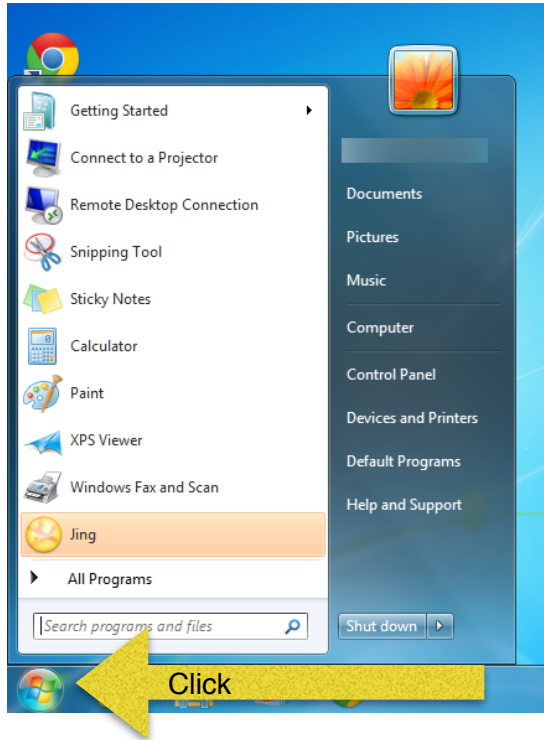 Getting Started
Connect to a Projector
Remote Desktop Connection
Snipping Tool
Sticky Notes
Calculator
Paint
XPS Viewer
Windows Fax and Scan
Jing
All Programs
Search programs and files
Documents
Pictures
Music
Computer
Control Panel
Devices and Printers
Default Programs
Help and Support
Shut down
Click